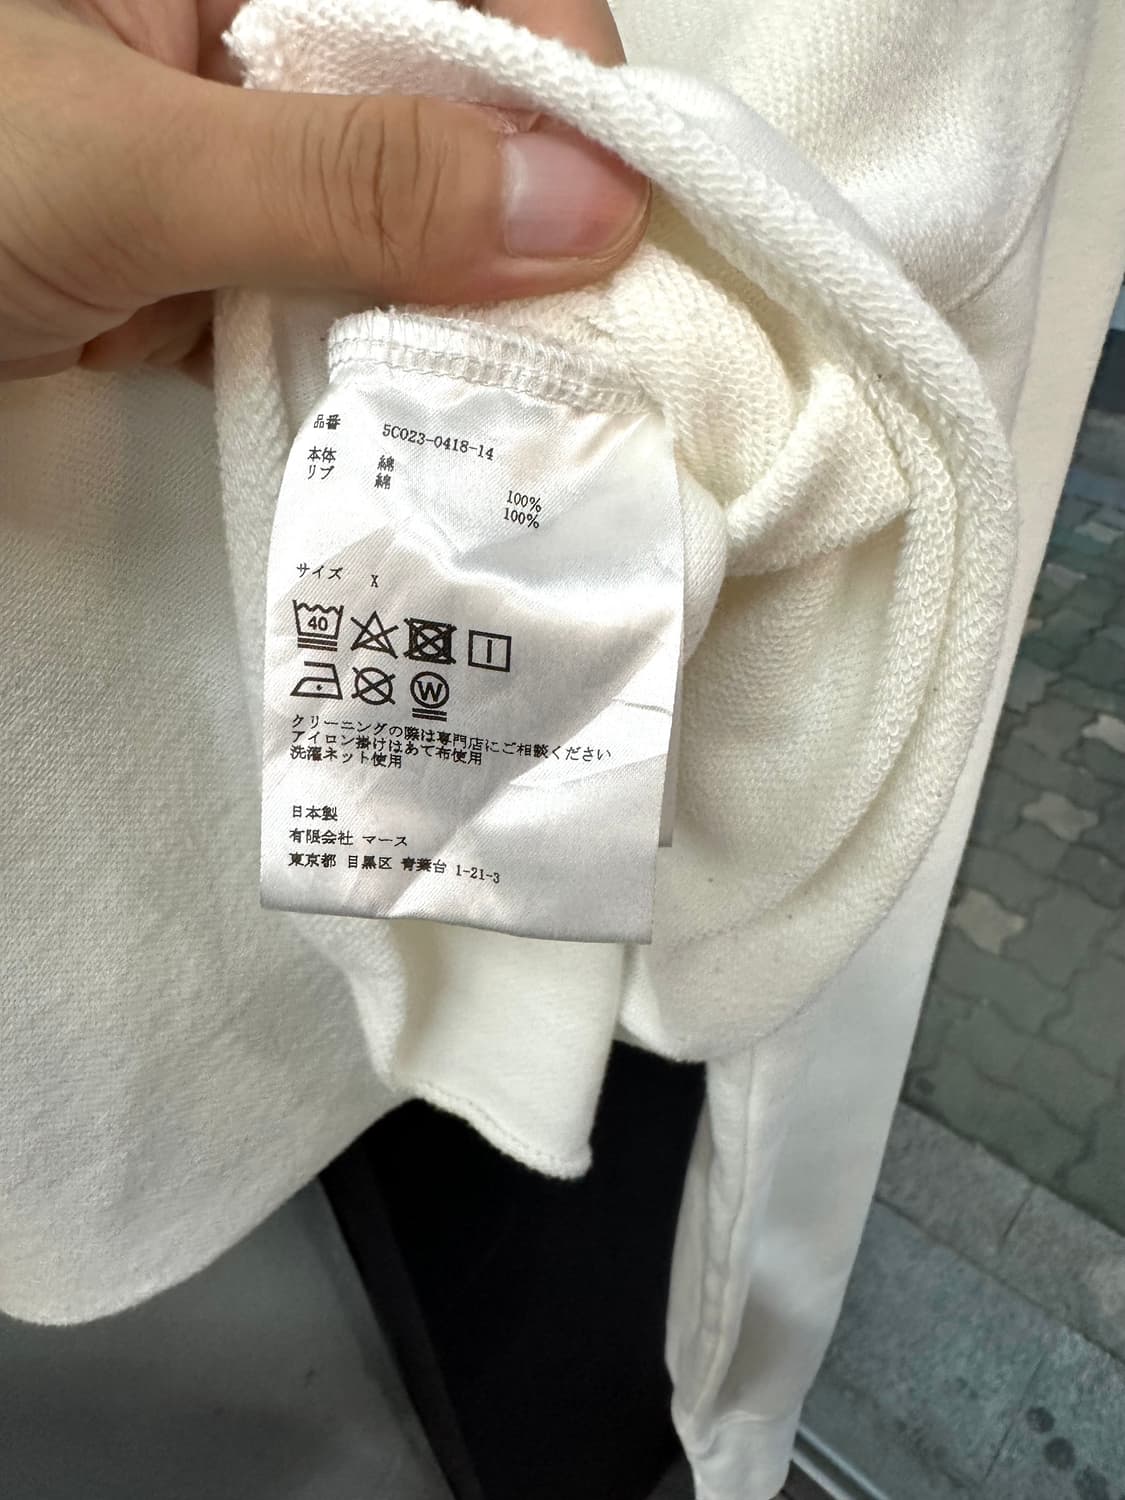 品番 5C023-0418-14
本体 綿 100%
リブ 綿 100%
サイズ X
40
W
クリーニングの際は専門店にご相談ください
アイロン掛けはあて布使用
洗濯ネット使用
日本製
有限会社 マース
東京都 目黒区 青葉台 1-21-3